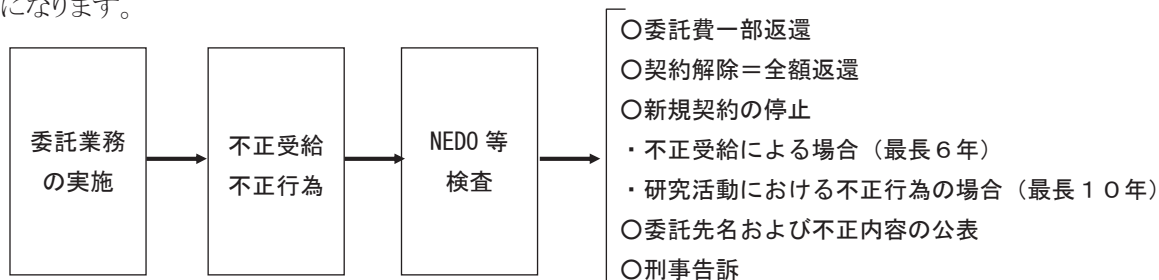 になります。
委託業務
の実施
不正受給
不正行為
NEDO 等
検査
〇委託費一部返還
〇契約解除＝全額返還
〇新規契約の停止
・不正受給による場合（最長６年）
・研究活動における不正行為の場合（最長１０年）
〇委託先名および不正内容の公表
〇刑事告訴